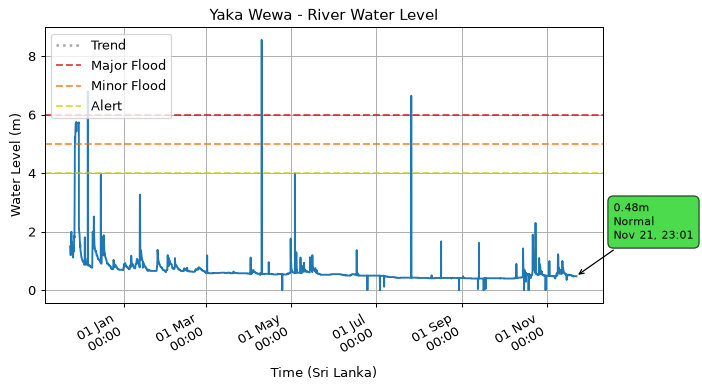 Yaka Wewa - River Water Level
Water Level (m)
8
6
4
2
0
Trend
Major Flood
Minor Flood
Alert
0.48m
Normal
Nov 21, 23:01
01 Jan
00:00
01 Mar
00:00
01 May
00:00
01 Jul
00:00
01 Sep
00:00
01 Nov
00:00
Time (Sri Lanka)